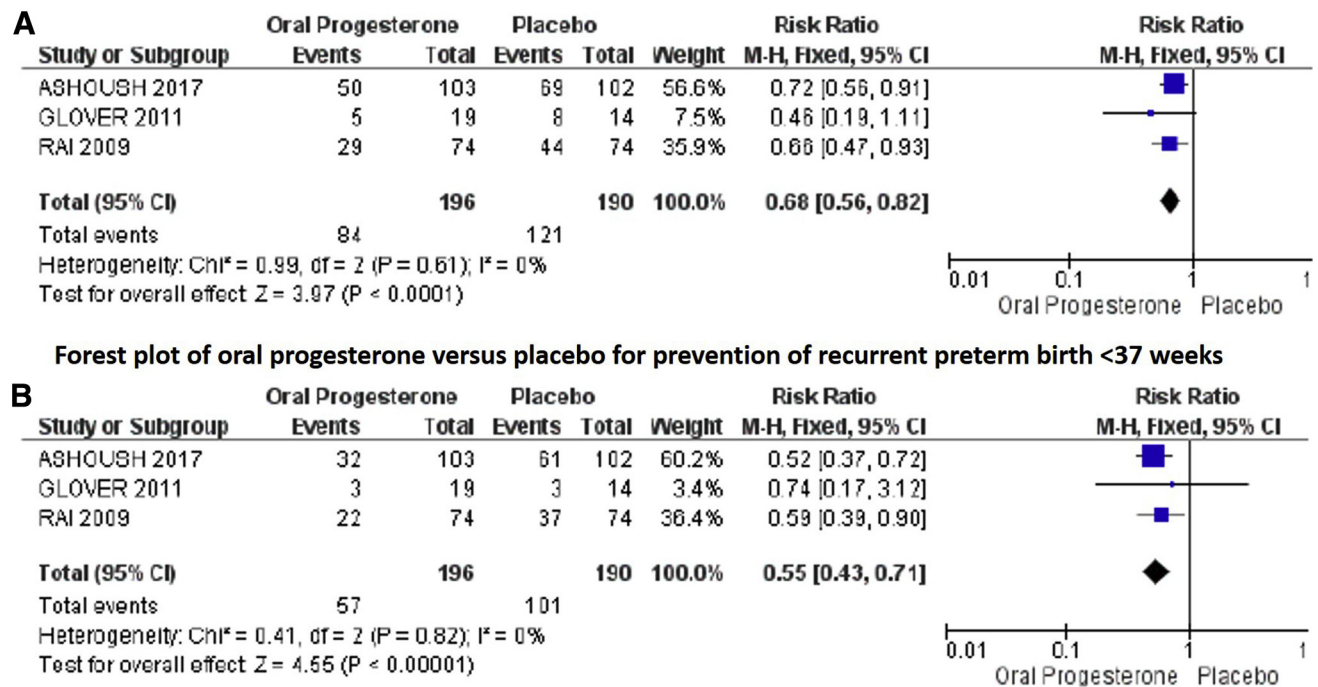 A
Oral Progesterone Placebo Risk Ratio Risk Ratio
Study or Subgroup Events Total Events Total Weight M-H, Fixed, 95% CI M-H, Fixed, 95% CI
ASHOUSH 2017 50 103 69 102 56.6% 0.72 [0.56, 0.91]
GLOVER 2011 5 19 8 14 7.5% 0.46 [0.19, 1.11]
RAI 2009 29 74 44 74 35.9% 0.66 [0.47, 0.93]
Total (95% CI) 196 190 100.0% 0.68 [0.56, 0.82]
Total events 84 121
Heterogeneity: Chi² = 0.99, df = 2 (P = 0.61); I² = 0%
Test for overall effect Z = 3.97 (P < 0.0001)
0.01 0.1 1 1
Oral Progesterone Placebo
Forest plot of oral progesterone versus placebo for prevention of recurrent preterm birth <37 weeks
B
Oral Progesterone Placebo Risk Ratio Risk Ratio
Study or Subgroup Events Total Events Total Weight M-H, Fixed, 95% CI M-H, Fixed, 95% CI
ASHOUSH 2017 32 103 61 102 60.2% 0.52 [0.37, 0.72]
GLOVER 2011 3 19 3 14 3.4% 0.74 [0.17, 3.12]
RAI 2009 22 74 37 74 36.4% 0.59 [0.39, 0.90]
Total (95% CI) 196 190 100.0% 0.55 [0.43, 0.71]
Total events 57 101
Heterogeneity: Chi² = 0.41, df = 2 (P = 0.82); I² = 0%
Test for overall effect Z = 4.55 (P < 0.00001)
0.01 0.1 1 1
Oral Progesterone Placebo